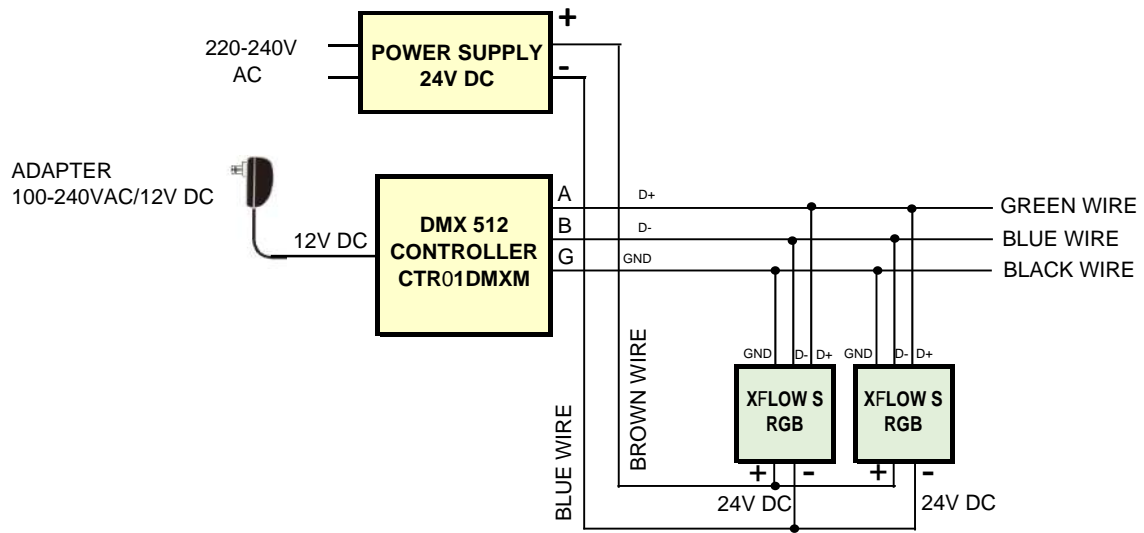 220-240V
AC
POWER SUPPLY
24V DC
+
-
ADAPTER
100-240VAC/12V DC
12V DC
DMX 512
CONTROLLER
CTR01DMXM
A
B
G
D+
D-
GND
GREEN WIRE
BLUE WIRE
BLACK WIRE
BLUE WIRE
BROWN WIRE
GND D- D+
GND D- D+
XFLOW S
RGB
XFLOW S
RGB
+ -
+ -
24V DC
24V DC